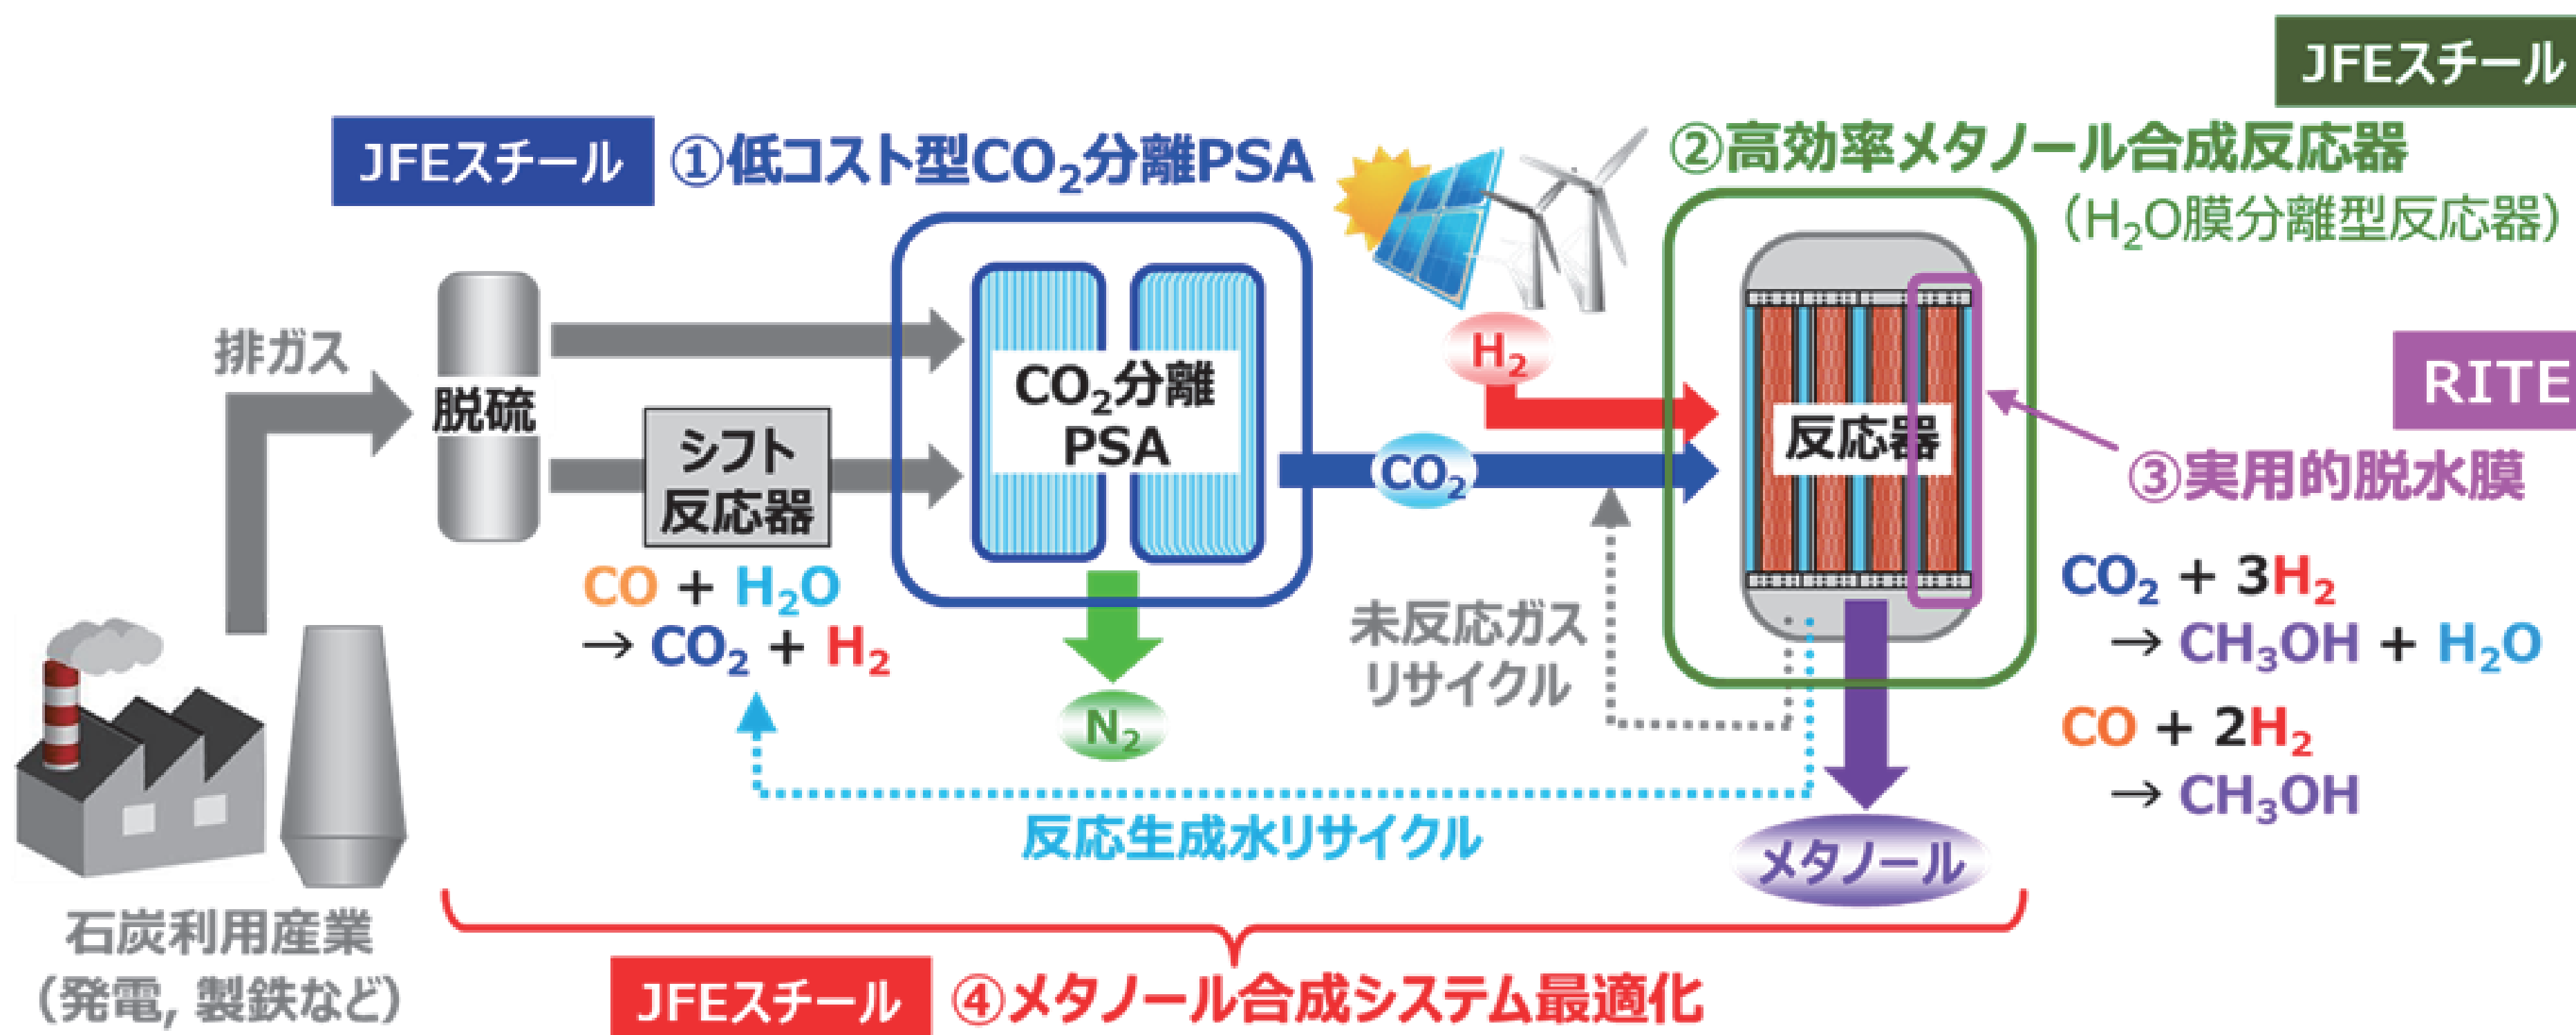 JFEスチール
JFEスチール ①低コスト型CO₂分離PSA
②高効率メタノール合成反応器
（H₂O膜分離型反応器）
排ガス
脱硫
シフト
反応器
CO + H₂O
→ CO₂ + H₂
CO₂分離
PSA
N₂
H₂
CO₂
反応器
RITE
③実用的脱水膜
CO₂ + 3H₂
→ CH₃OH + H₂O
CO + 2H₂
→ CH₃OH
未反応ガス
リサイクル
反応生成水リサイクル
メタノール
石炭利用産業
（発電, 製鉄など）
JFEスチール ④メタノール合成システム最適化